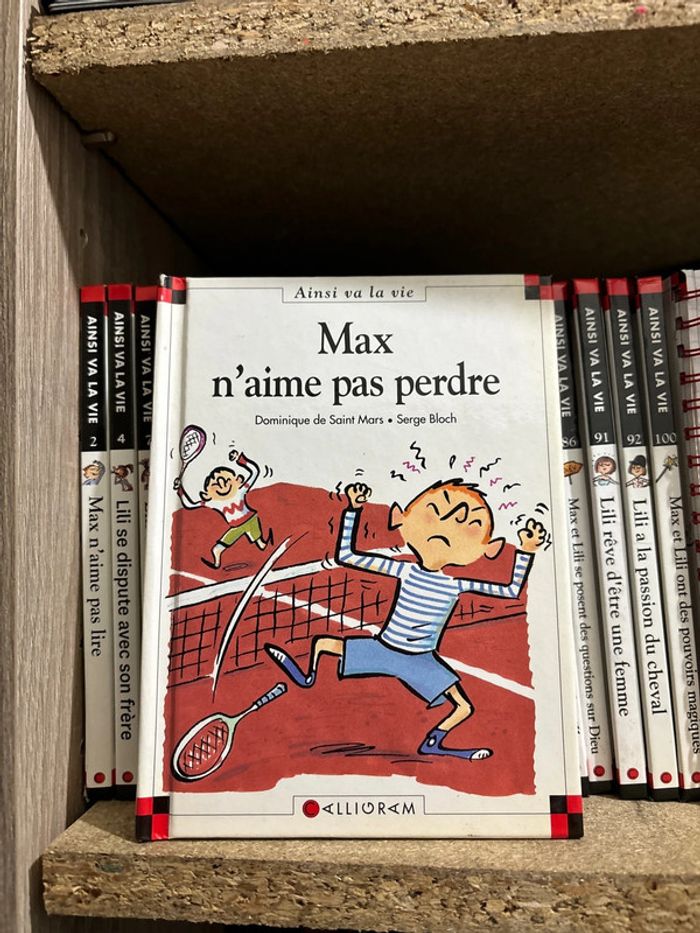 Ainsi va la vie
Max
n'aime pas perdre
Dominique de Saint Mars • Serge Bloch
CALLIGRAM
AINSI VA LA VIE
2
Max n'aime pas lire
AINSI VA LA VIE
4
Lili se dispute avec son frère
AINSI VA LA VIE
AINSI VA LA VIE
86
Max et Lili se posent des questions sur Dieu
AINSI VA LA VIE
91
Lili rêve d'être une femme
AINSI VA LA VIE
92
Lili a la passion du cheval
AINSI VA LA VIE
100
Max et Lili ont des pouvoirs magiques